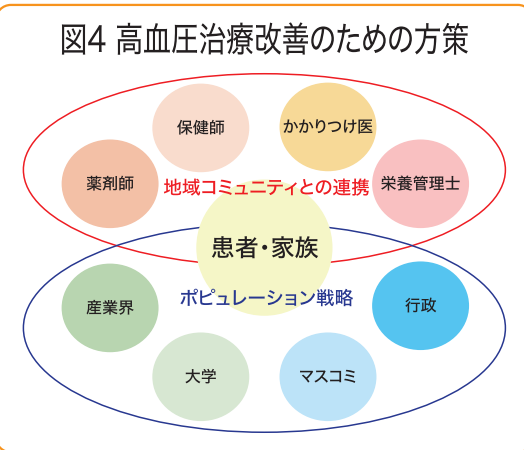 図4 高血圧治療改善のための方策
保健師
かかりつけ医
薬剤師
地域コミュニティとの連携
栄養管理士
患者・家族
ポピュレーション戦略
産業界
行政
大学
マスコミ